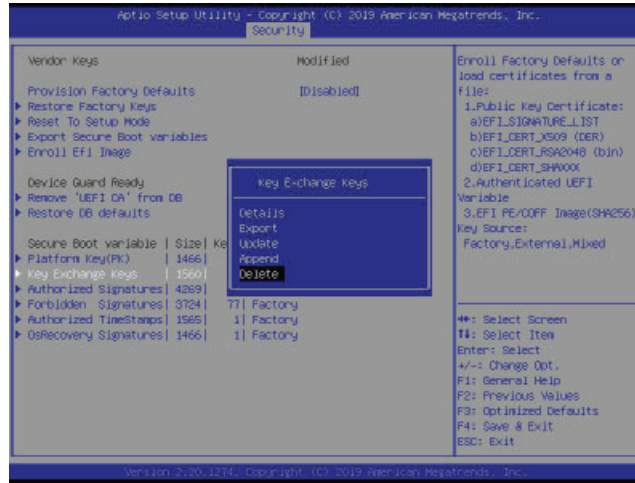 Aptio Setup Utility - Copyright (C) 2019 American Megatrends, Inc.
Security
Vendor Keys Modified
Provision Factory Defaults [Disabled]
Restore Factory Keys
Reset To Setup Mode
Export Secure Boot variables
Enroll Efi Image
Device Guard Ready
Remove 'UEFI CA' from DB
Restore DB defaults
Secure Boot variable | Size| Ke
Platform Key(PK) | 1466|
Key Exchange Keys | 1560|
Authorized Signatures| 4269|
Forbidden Signatures| 3724| 77| Factory
Authorized TimeStamps| 1565| 1| Factory
OsRecovery Signatures| 1466| 1| Factory
Key Exchange Keys
Details
Export
Update
Append
Delete
Enroll Factory Defaults or
load certificates from a
file:
1.Public Key Certificate:
a)EFI_SIGNATURE_LIST
b)EFI_CERT_X509 (DER)
c)EFI_CERT_RSA2048 (bin)
d)EFI_CERT_SHAXXX
2.Authenticated UEFI
Variable
3.EFI PE/COFF Image(SHA256)
Key Source:
Factory,External,Mixed
→←: Select Screen
↑↓: Select Item
Enter: Select
+/-: Change Opt.
F1: General Help
F2: Previous Values
F3: Optimized Defaults
F4: Save & Exit
ESC: Exit
Version 2.20.1274. Copyright (C) 2019 American Megatrends, Inc.